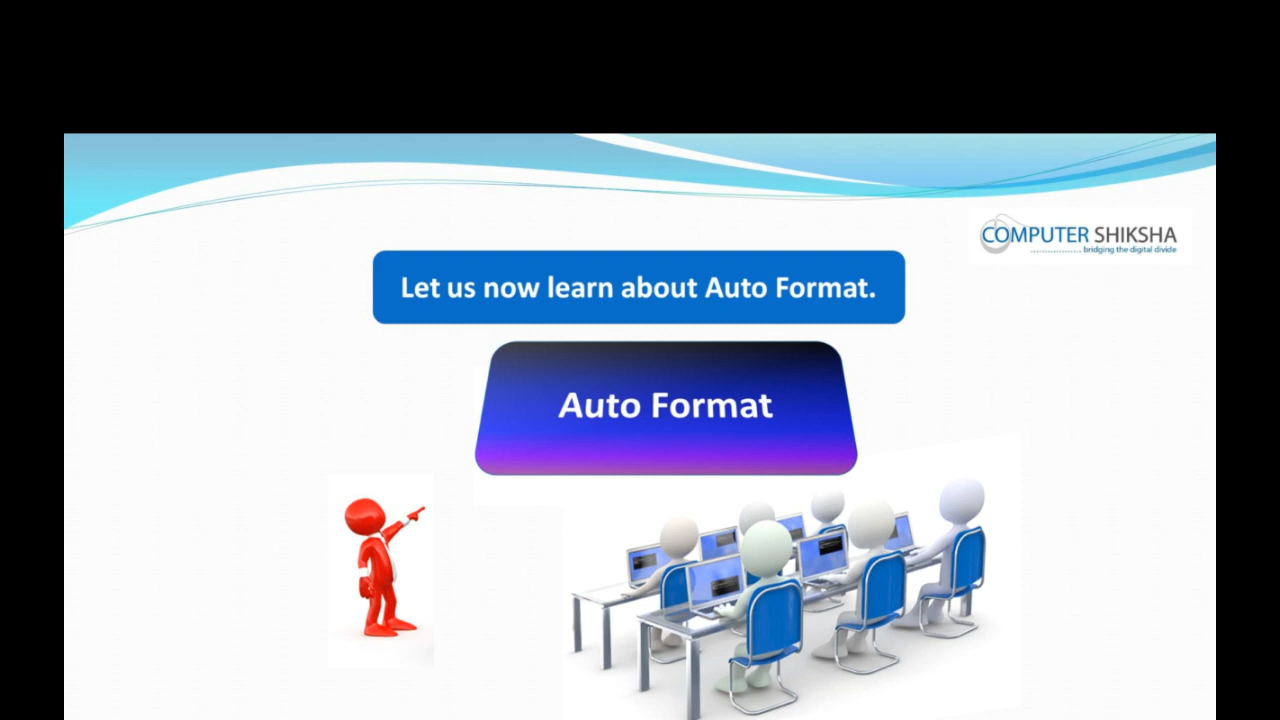 COMPUTER SHIKSHA
bridging the digital divide
Let us now learn about Auto Format.
Auto Format